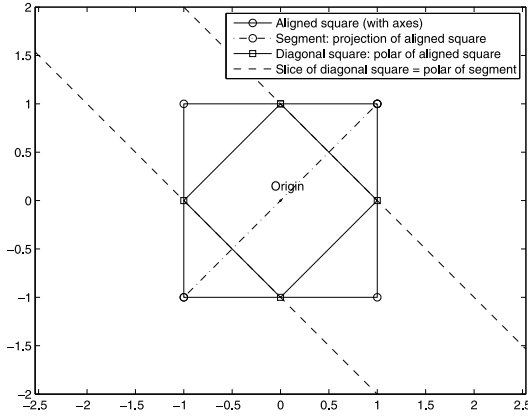 2
Aligned square (with axes)
Segment: projection of aligned square
Diagonal square: polar of aligned square
Slice of diagonal square = polar of segment
1.5
1
0.5
Origin
0
−0.5
−1
−1.5
−2
−2.5 −2 −1.5 −1 −0.5 0 0.5 1 1.5 2 2.5